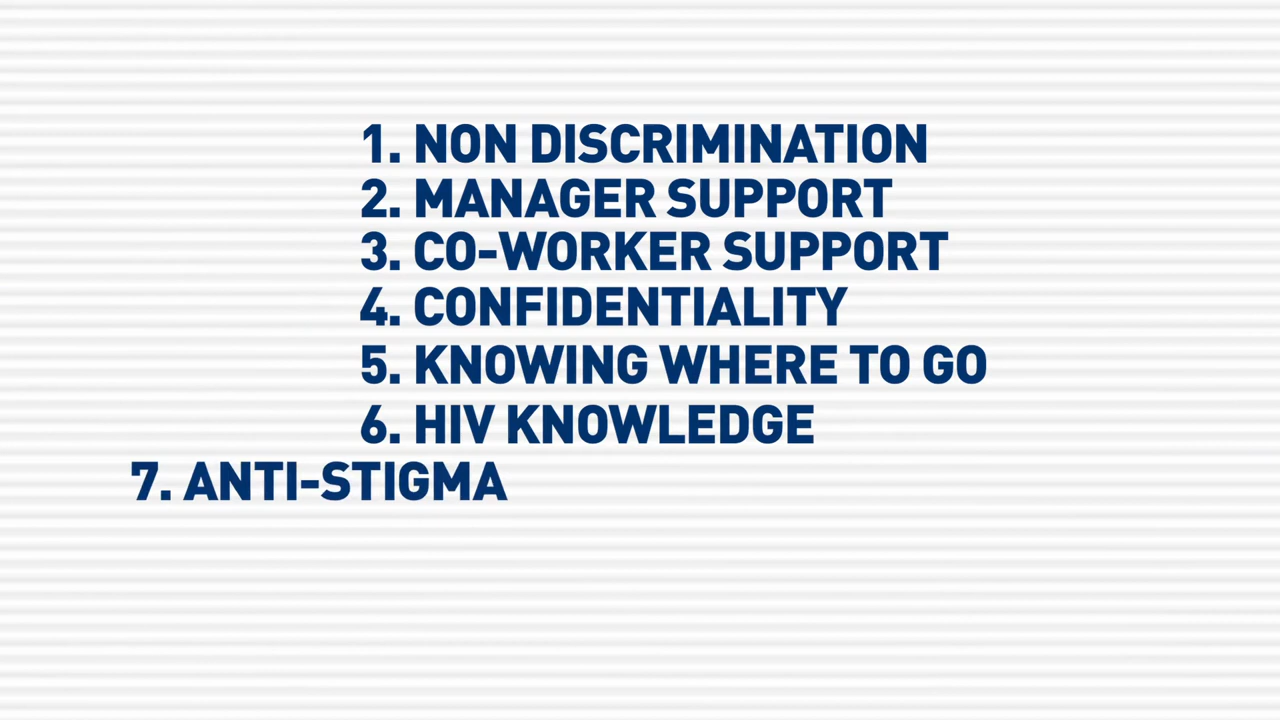 1. NON DISCRIMINATION
2. MANAGER SUPPORT
3. CO-WORKER SUPPORT
4. CONFIDENTIALITY
5. KNOWING WHERE TO GO
6. HIV KNOWLEDGE
7. ANTI-STIGMA